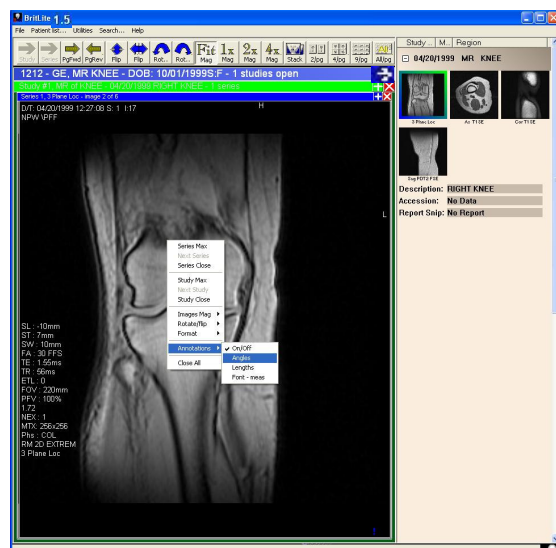 BritLite 1.5
File Patient list... Utilities Search... Help
Study Series PgFwd PgRev Flip Flip Rot... Rot... Fit Mag 1x Mag 2x Mag 4x Mag Stack 2/pg 4/pg 9/pg All/pg
1212 - GE, MR KNEE - DOB: 10/01/1999S:F - 1 studies open
Study #1, MR of KNEE - 04/20/1999 RIGHT KNEE - 1 series
Series 1, 3 Plane Loc - image 2 of 6
D/T: 04/20/1999 12:27:08 S: 1 I:17
NPW \PFF
H
L
Series Max
Next Series
Series Close
Study Max
Next Study
Study Close
Images Mag
Rotate/flip
Format
Annotations
Close All
On/Off
Angles
Lengths
Font - meas
SL : -10mm
ST : 7mm
SW : 10mm
FA : 30 FFS
TE : 1.55ms
TR : 56ms
ETL : 0
FOV : 220mm
PFV : 100%
1.72
NEX : 1
MTX: 256x256
Phs : COL
RM 2D EXTREM
3 Plane Loc
1
Study ... M.. Region
04/20/1999 MR KNEE
3 Plane Loc
Ax T1 SE
Cor T1 SE
Sag PDT2 FSE
Description: RIGHT KNEE
Accession: No Data
Report Snip: No Report